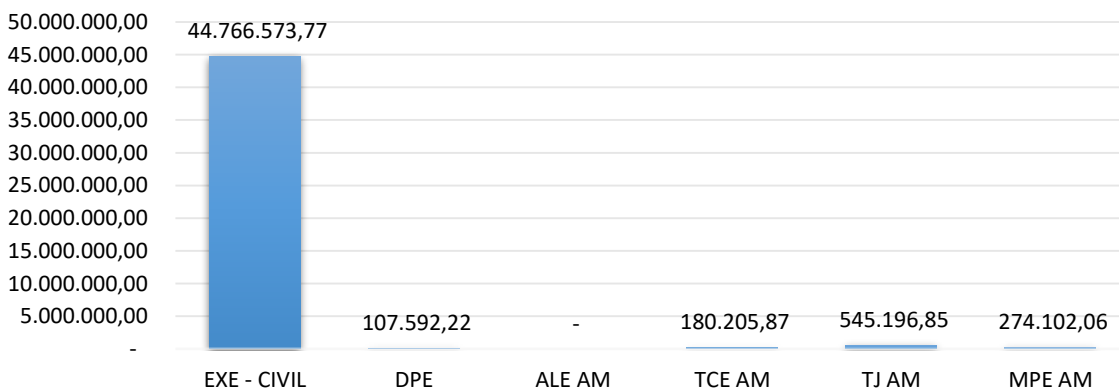 50.000.000,00
45.000.000,00
40.000.000,00
35.000.000,00
30.000.000,00
25.000.000,00
20.000.000,00
15.000.000,00
10.000.000,00
5.000.000,00
-
44.766.573,77
107.592,22
-
180.205,87
545.196,85
274.102,06
EXE - CIVIL
DPE
ALE AM
TCE AM
TJ AM
MPE AM